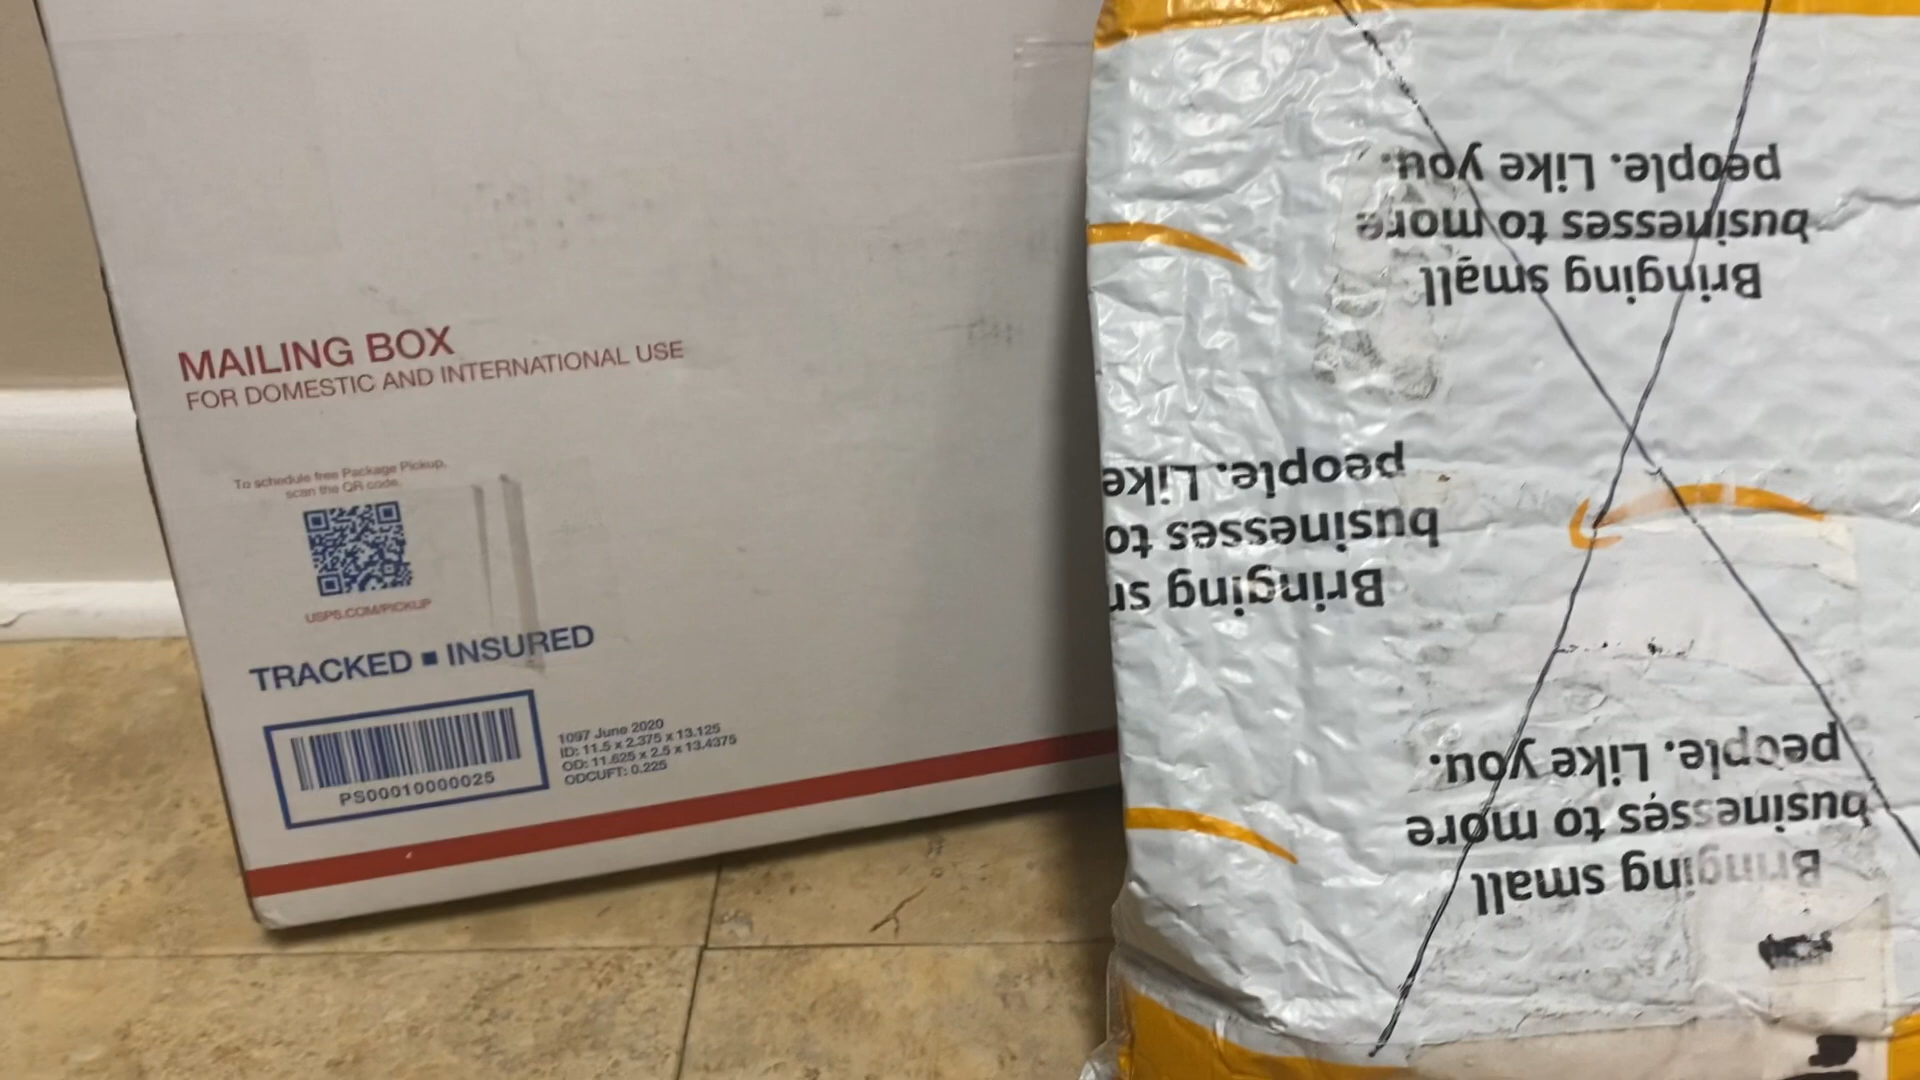 MAILING BOX
FOR DOMESTIC AND INTERNATIONAL USE
To schedule free Package Pickup,
scan the QR code.
USPS.COM/PICKUP
TRACKED ■ INSURED
PS00010000025
1097 June 2020
ID: 11.5 x 2.375 x 13.125
OD: 11.625 x 2.5 x 13.4375
ODCUFT: 0.225
Bringing small
businesses to more
people. Like you.
Bringing sm
businesses to
people. Like
Bringing small
businesses to more
people. Like you.